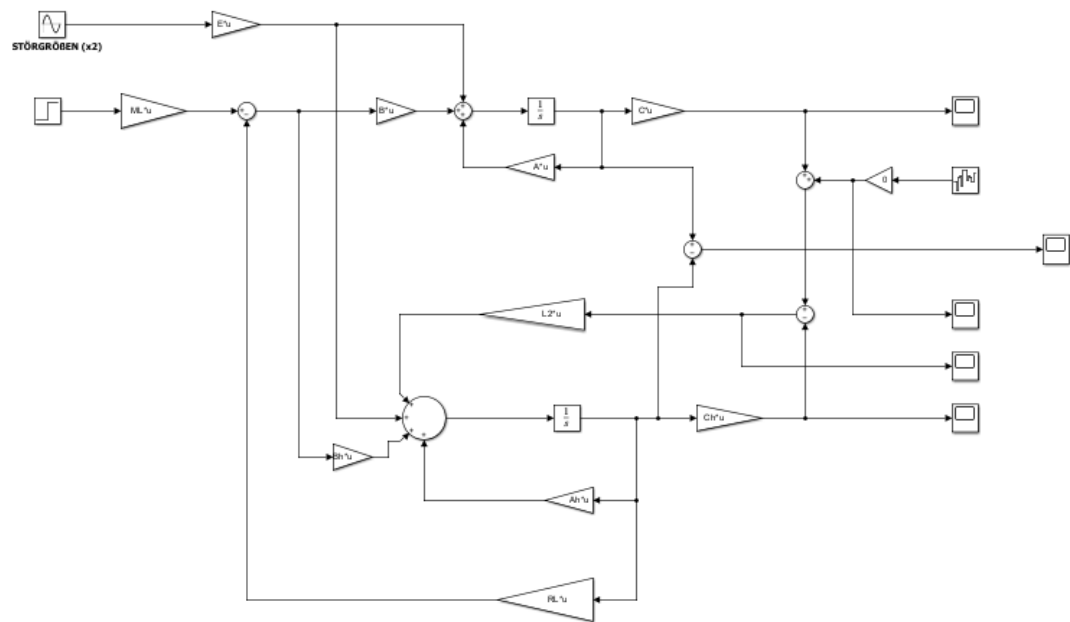 E*u
STÖRGRÖßEN (x2)
ML*u
B*u
1
s
C*u
A*u
0
L2*u
1
s
Ch*u
Bh*u
Ah*u
RL*u